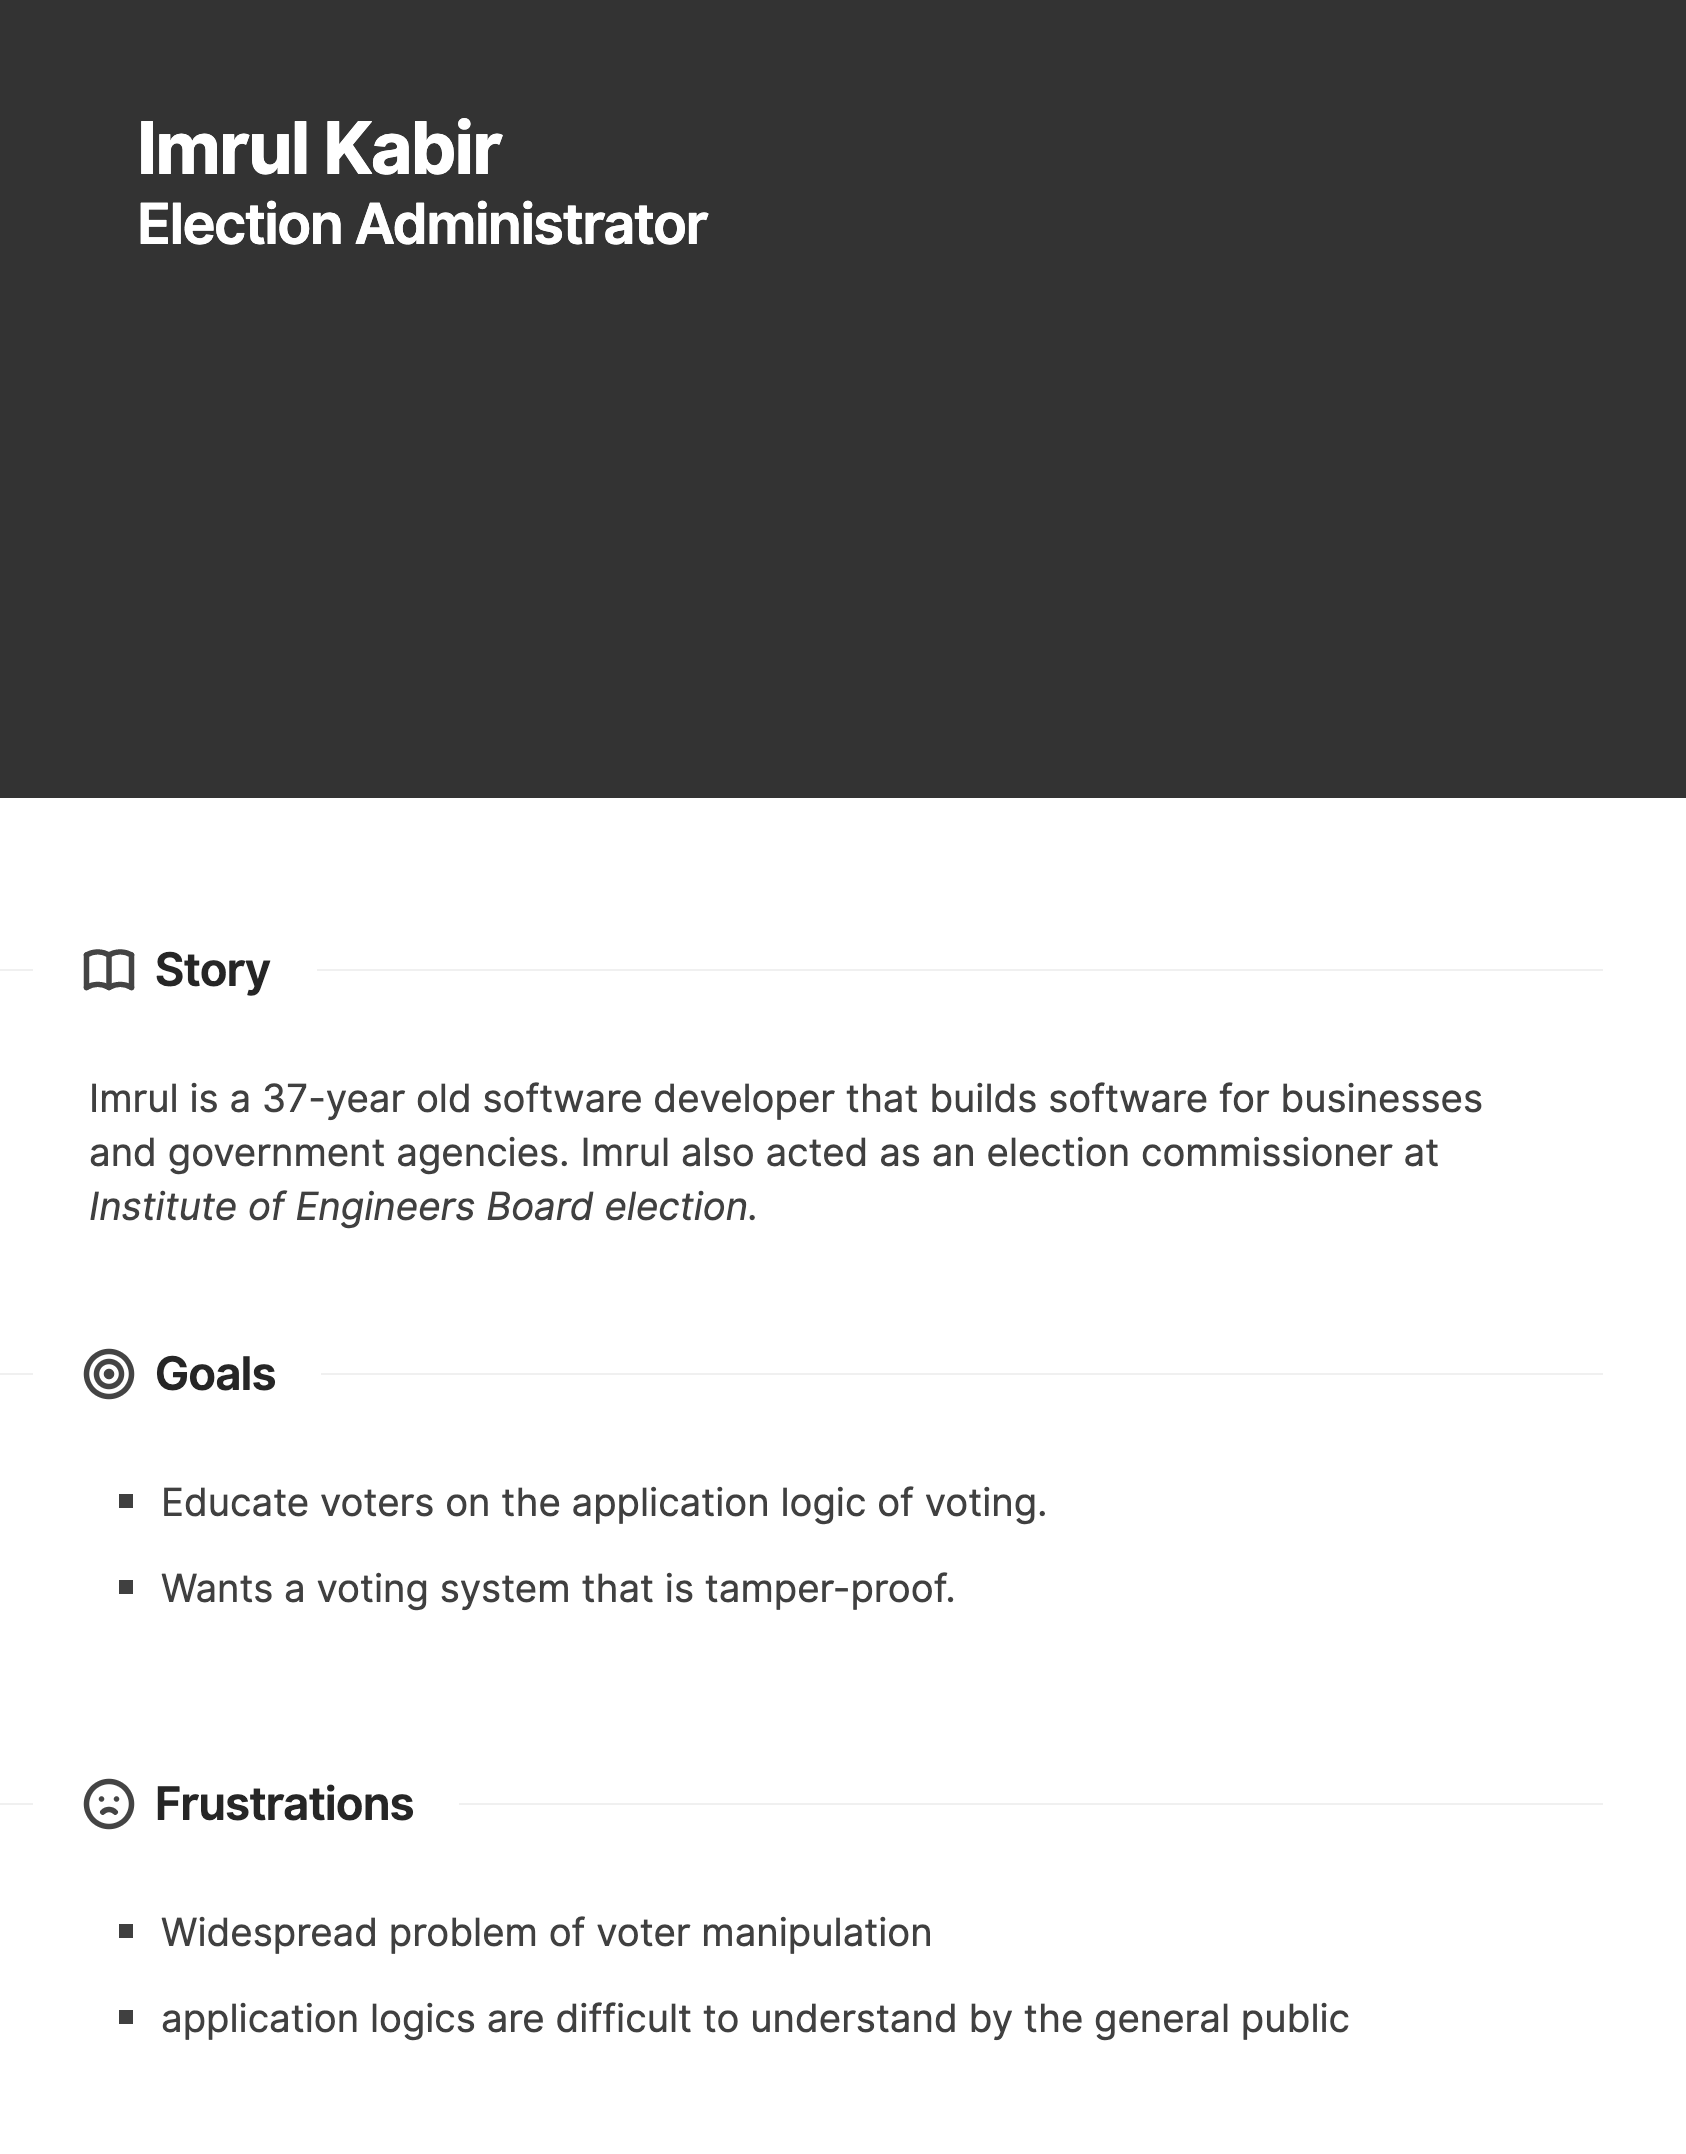 Imrul Kabir
Election Administrator
Story
Imrul is a 37-year old software developer that builds software for businesses
and government agencies. Imrul also acted as an election commissioner at
Institute of Engineers Board election.
Goals
Educate voters on the application logic of voting.
Wants a voting system that is tamper-proof.
Frustrations
Widespread problem of voter manipulation
application logics are difficult to understand by the general public